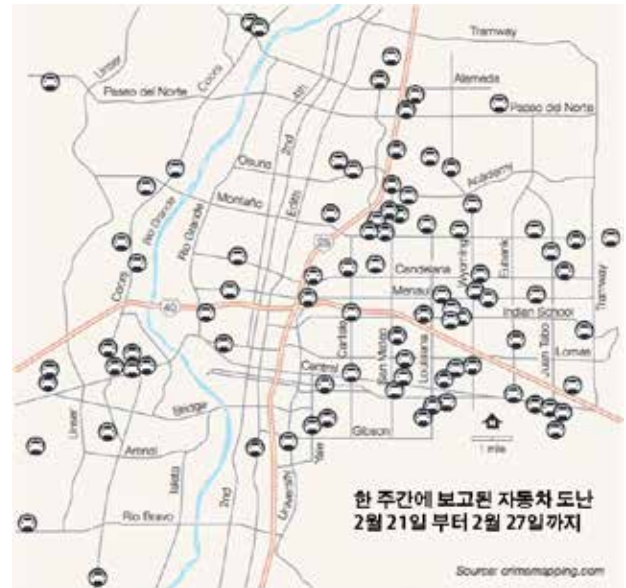 Tramway
Unser
Coors
4th
Alameda
Paseo del Norte
Paseo del Norte
2nd
Osuna
Academy
Montaño
Edith
Rio Grande
Rio Grande
25
Wyoming
Eubank
Tramway
Candelaria
Coors
Menaul
40
Indian School
Carlisle
San Mateo
Louisiana
Juan Tabo
Lomas
Central
Bridge
Unser
Gibson
Yale
1 mile
Arenal
Isleta
2nd
University
Rio Bravo
한 주간에 보고된 자동차 도난
2월 21일 부터 2월 27일까지
Source: crimemapping.com